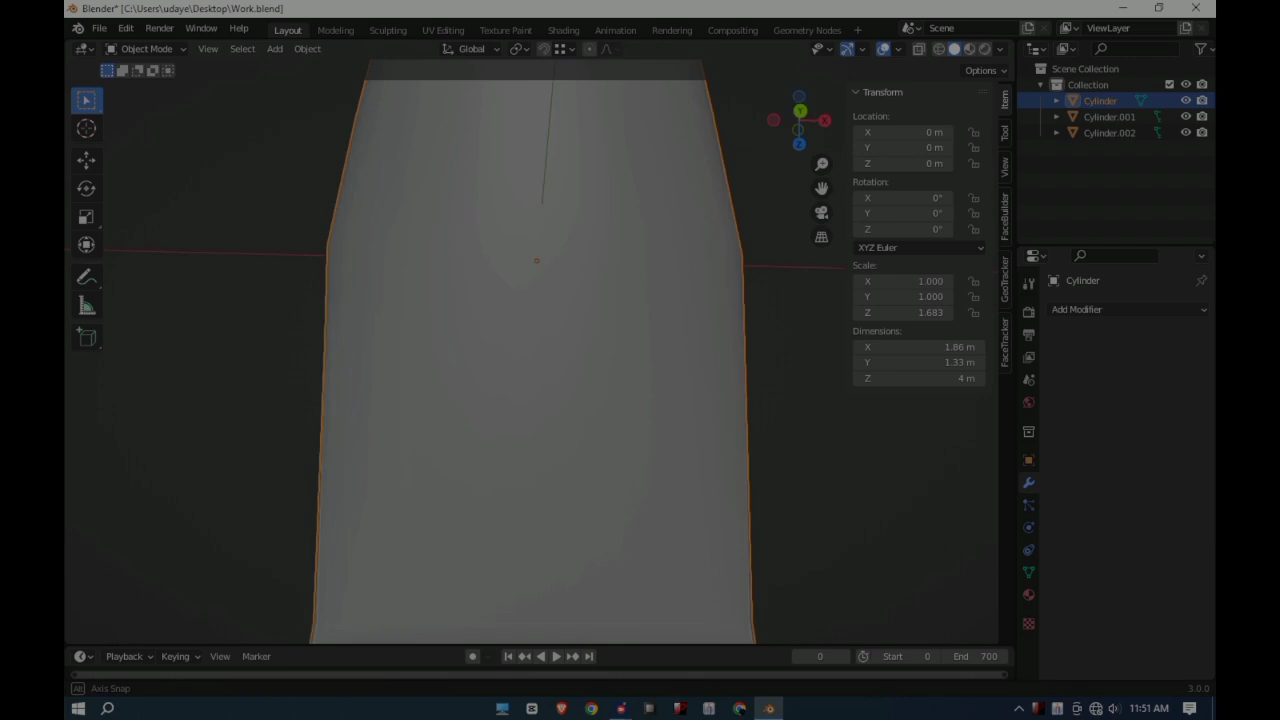 Blender* [C:\Users\udaye\Desktop\Work.blend]
File Edit Render Window Help Layout Modeling Sculpting UV Editing Texture Paint Shading Animation Rendering Compositing Geometry Nodes + Scene ViewLayer
Object Mode View Select Add Object Global
Options
Scene Collection
Collection
Cylinder
Cylinder.001
Cylinder.002
Transform
Location:
X 0 m
Y 0 m
Z 0 m
Rotation:
X 0°
Y 0°
Z 0°
XYZ Euler
Scale:
X 1.000
Y 1.000
Z 1.683
Dimensions:
X 1.86 m
Y 1.33 m
Z 4 m
Item
Tool
View
FaceBuilder
GeoTracker
FaceTracker
Y
X
Z
Cylinder
Add Modifier
Playback Keying View Marker 0 Start 0 End 700
Alt Axis Snap 3.0.0
11:51 AM